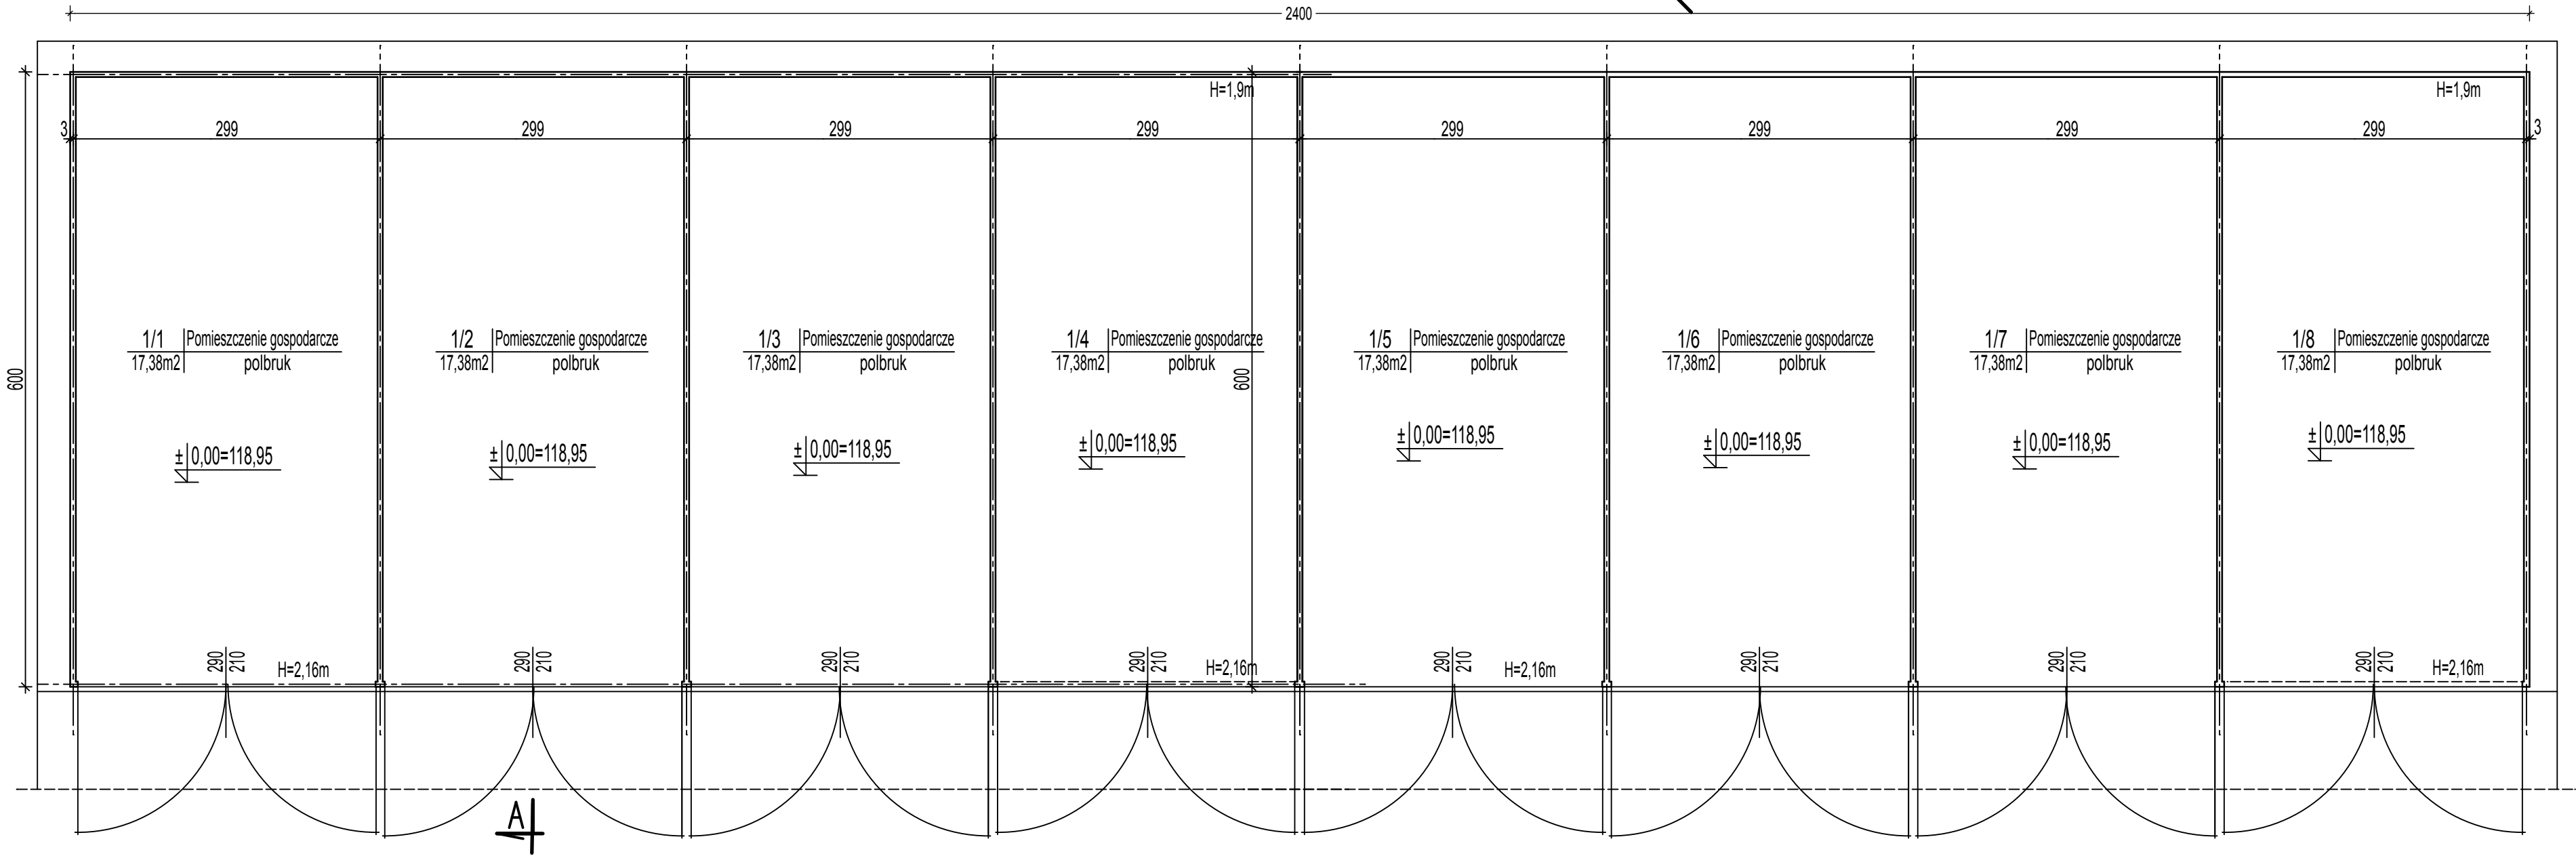 2400
H=1,9m H=1,9m
3 299 299 299 299 299 299 299 299 3
1/1 Pomieszczenie gospodarcze
17,38m2 polbruk
1/2 Pomieszczenie gospodarcze
17,38m2 polbruk
1/3 Pomieszczenie gospodarcze
17,38m2 polbruk
1/4 Pomieszczenie gospodarcze
17,38m2 polbruk
1/5 Pomieszczenie gospodarcze
17,38m2 polbruk
1/6 Pomieszczenie gospodarcze
17,38m2 polbruk
1/7 Pomieszczenie gospodarcze
17,38m2 polbruk
1/8 Pomieszczenie gospodarcze
17,38m2 polbruk
600
600
± 0,00=118,95
± 0,00=118,95
± 0,00=118,95
± 0,00=118,95
± 0,00=118,95
± 0,00=118,95
± 0,00=118,95
± 0,00=118,95
290
210
H=2,16m
290
210
290
210
290
210
H=2,16m
290
210
H=2,16m
290
210
290
210
290
210
H=2,16m
A